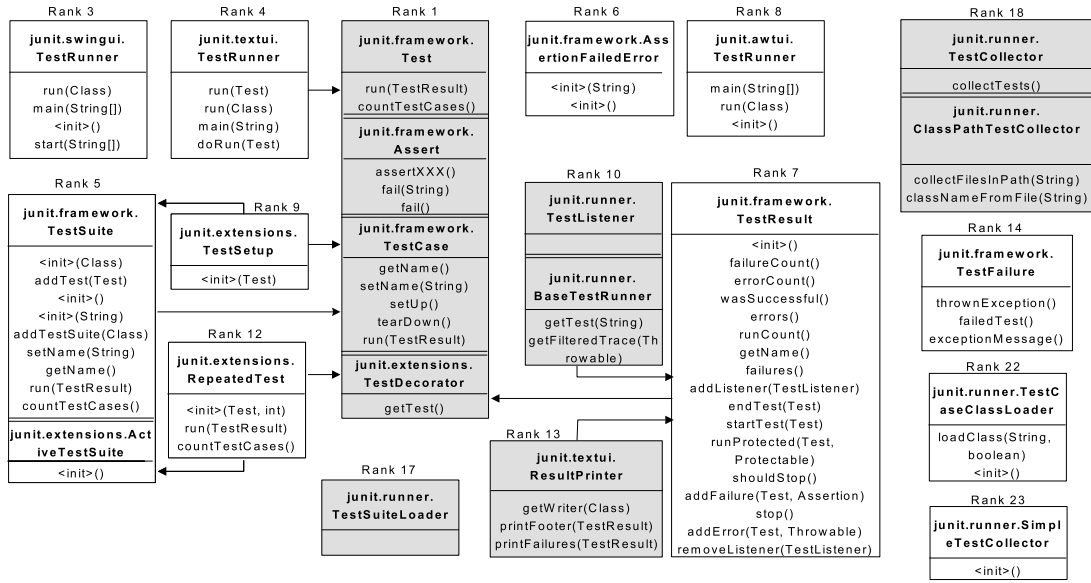 Rank 3
junit.swingui.
TestRunner
run(Class)
main(String[])
<init>()
start(String[])
Rank 4
junit.textui.
TestRunner
run(Test)
run(Class)
main(String)
doRun(Test)
Rank 1
junit.framework.
Test
run(TestResult)
countTestCases()
junit.framework.
Assert
assertXXX()
fail(String)
fail()
junit.framework.
TestCase
getName()
setName(String)
setUp()
tearDown()
run(TestResult)
junit.extensions.
TestDecorator
getTest()
Rank 6
junit.framework.Ass
ertionFailedError
<init>(String)
<init>()
Rank 8
junit.awtui.
TestRunner
main(String[])
run(Class)
<init>()
Rank 18
junit.runner.
TestCollector
collectTests()
junit.runner.
ClassPathTestCollector
collectFilesInPath(String)
classNameFromFile(String)
Rank 5
junit.framework.
TestSuite
<init>(Class)
addTest(Test)
<init>()
<init>(String)
addTestSuite(Class)
setName(String)
getName()
run(TestResult)
countTestCases()
junit.extensions.Act
iveTestSuite
<init>()
Rank 9
junit.extensions.
TestSetup
<init>(Test)
Rank 12
junit.extensions.
RepeatedTest
<init>(Test, int)
run(TestResult)
countTestCases()
Rank 10
junit.runner.
TestListener
junit.runner.
BaseTestRunner
getTest(String)
getFilteredTrace(Th
rowable)
Rank 7
junit.framework.
TestResult
<init>()
failureCount()
errorCount()
wasSuccessful()
errors()
runCount()
getName()
failures()
addListener(TestListener)
endTest(Test)
startTest(Test)
runProtected(Test,
Protectable)
shouldStop()
addFailure(Test, Assertion)
stop()
addError(Test, Throwable)
removeListener(TestListener)
Rank 14
junit.framework.
TestFailure
thrownException()
failedTest()
exceptionMessage()
Rank 22
junit.runner.TestC
aseClassLoader
loadClass(String,
boolean)
<init>()
Rank 13
junit.textui.
ResultPrinter
getWriter(Class)
printFooter(TestResult)
printFailures(TestResult)
Rank 17
junit.runner.
TestSuiteLoader
Rank 23
junit.runner.Simpl
eTestCollector
<init>()